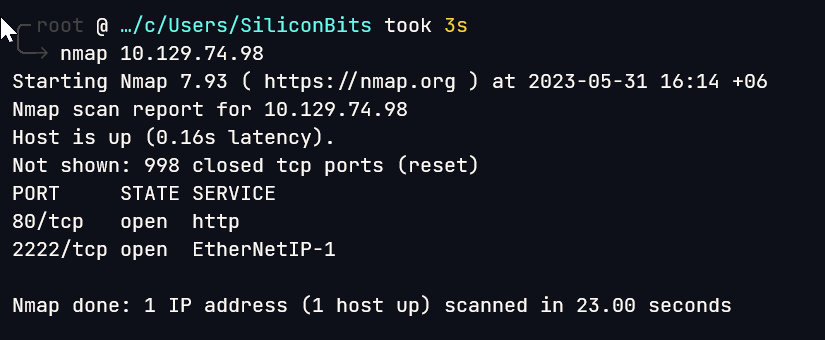 root @ …/c/Users/SiliconBits took 3s
nmap 10.129.74.98
Starting Nmap 7.93 ( https://nmap.org ) at 2023-05-31 16:14 +06
Nmap scan report for 10.129.74.98
Host is up (0.16s latency).
Not shown: 998 closed tcp ports (reset)
PORT     STATE SERVICE
80/tcp   open  http
2222/tcp open  EtherNetIP-1
Nmap done: 1 IP address (1 host up) scanned in 23.00 seconds